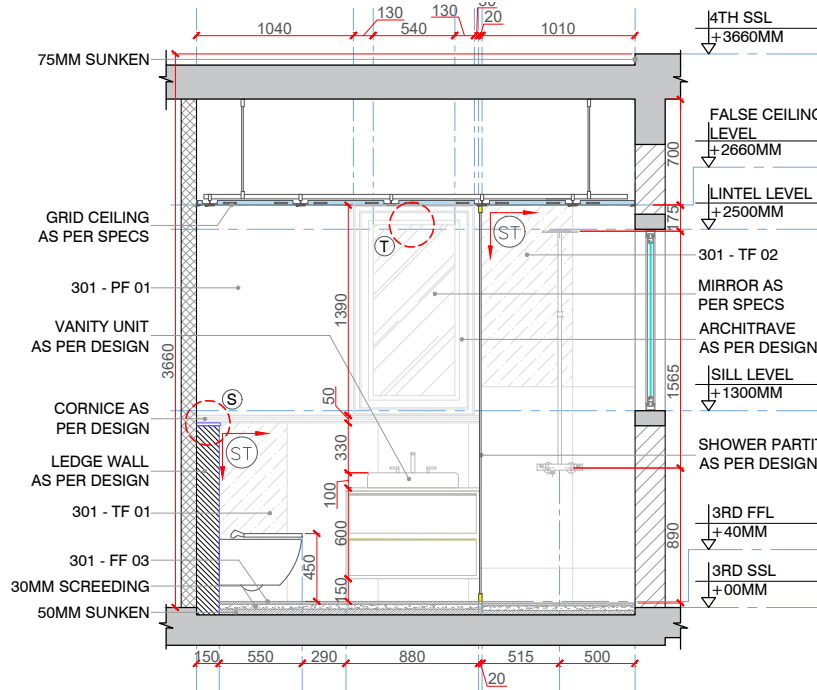 130
130
20
1040
540
1010
4TH SSL
+3660MM
75MM SUNKEN
FALSE CEILING
LEVEL
+2660MM
700
LINTEL LEVEL
+2500MM
175
GRID CEILING
AS PER SPECS
T
ST
301 - TF 02
301 - PF 01
MIRROR AS
PER SPECS
1390
VANITY UNIT
AS PER DESIGN
ARCHITRAVE
AS PER DESIGN
3660
1565
SILL LEVEL
+1300MM
50
S
CORNICE AS
PER DESIGN
330
ST
SHOWER PARTIT
AS PER DESIGN
LEDGE WALL
AS PER DESIGN
100
301 - TF 01
3RD FFL
+40MM
600
890
301 - FF 03
450
3RD SSL
+00MM
30MM SCREEDING
150
50MM SUNKEN
150
550
290
880
515
500
20